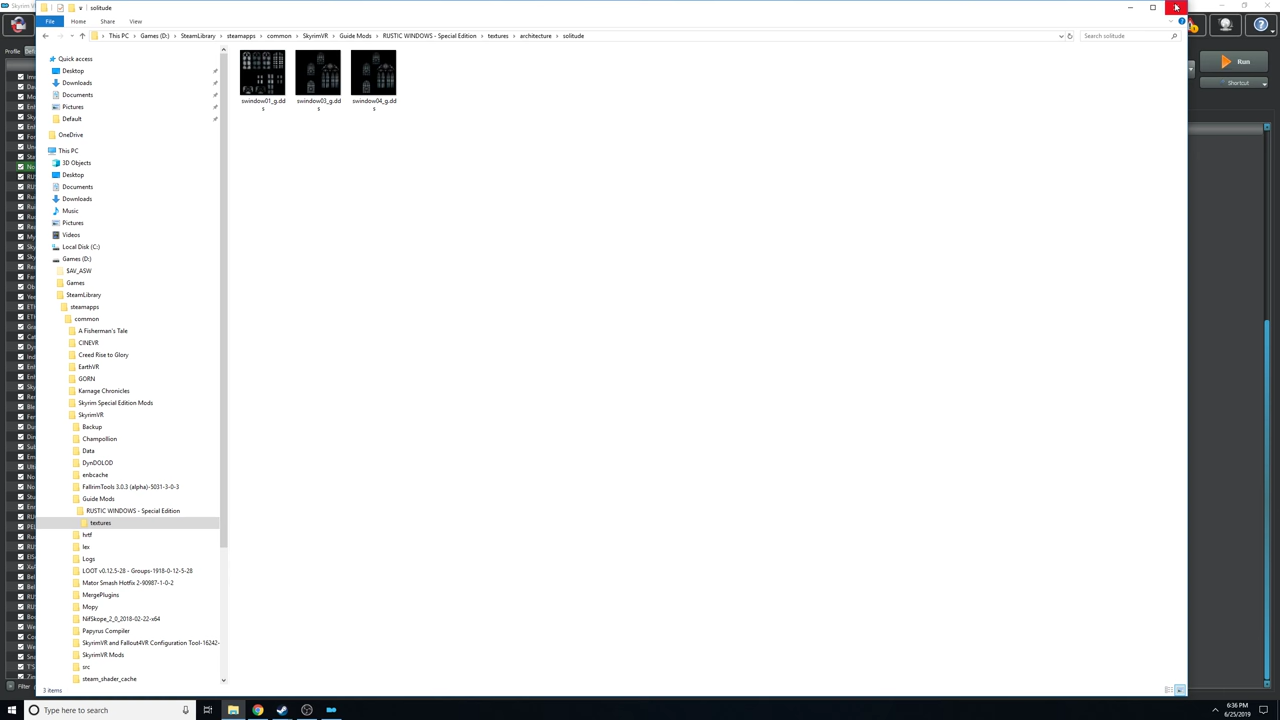 Skyrim V
solitude
File Home Share View
This PC Games (D:) SteamLibrary steamapps common SkyrimVR Guide Mods RUSTIC WINDOWS - Special Edition textures architecture solitude
Search solitude
Profile
Run
Shortcut
Quick access
Desktop
Downloads
Documents
Pictures
Default
OneDrive
This PC
3D Objects
Desktop
Documents
Downloads
Music
Pictures
Videos
Local Disk (C:)
Games (D:)
$AV_ASW
Games
SteamLibrary
steamapps
common
A Fisherman's Tale
CINEVR
Creed Rise to Glory
EarthVR
GORN
Karnage Chronicles
Skyrim Special Edition Mods
SkyrimVR
Backup
Champollion
Data
DynDOLOD
enbcache
FallrimTools 3.0.3 (alpha)-5031-3-0-3
Guide Mods
RUSTIC WINDOWS - Special Edition
textures
hrtf
lex
Logs
LOOT v0.12.5-28 - Groups-1918-0-12-5-28
Mator Smash Hotfix 2-90987-1-0-2
MergePlugins
Mopy
NifSkope_2_0_2018-02-22-x64
Papyrus Compiler
SkyrimVR and Fallout4VR Configuration Tool-16242-
SkyrimVR Mods
src
steam_shader_cache
swindow01_g.dd
s
swindow03_g.dd
s
swindow04_g.dd
s
3 items
Filter
Type here to search
6:36 PM
6/25/2019